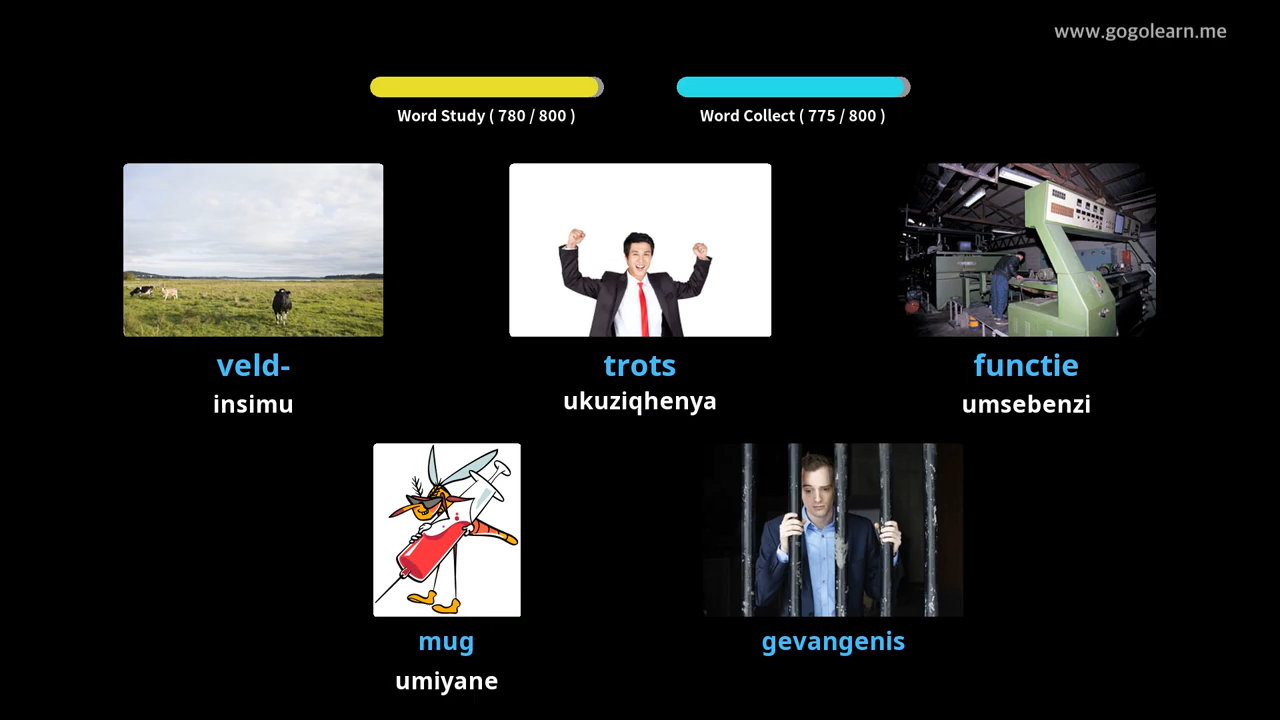 www.gogolearn.me
Word Study ( 780 / 800 )
Word Collect ( 775 / 800 )
veld-
insimu
trots
ukuziqhenya
functie
umsebenzi
mug
umiyane
gevangenis